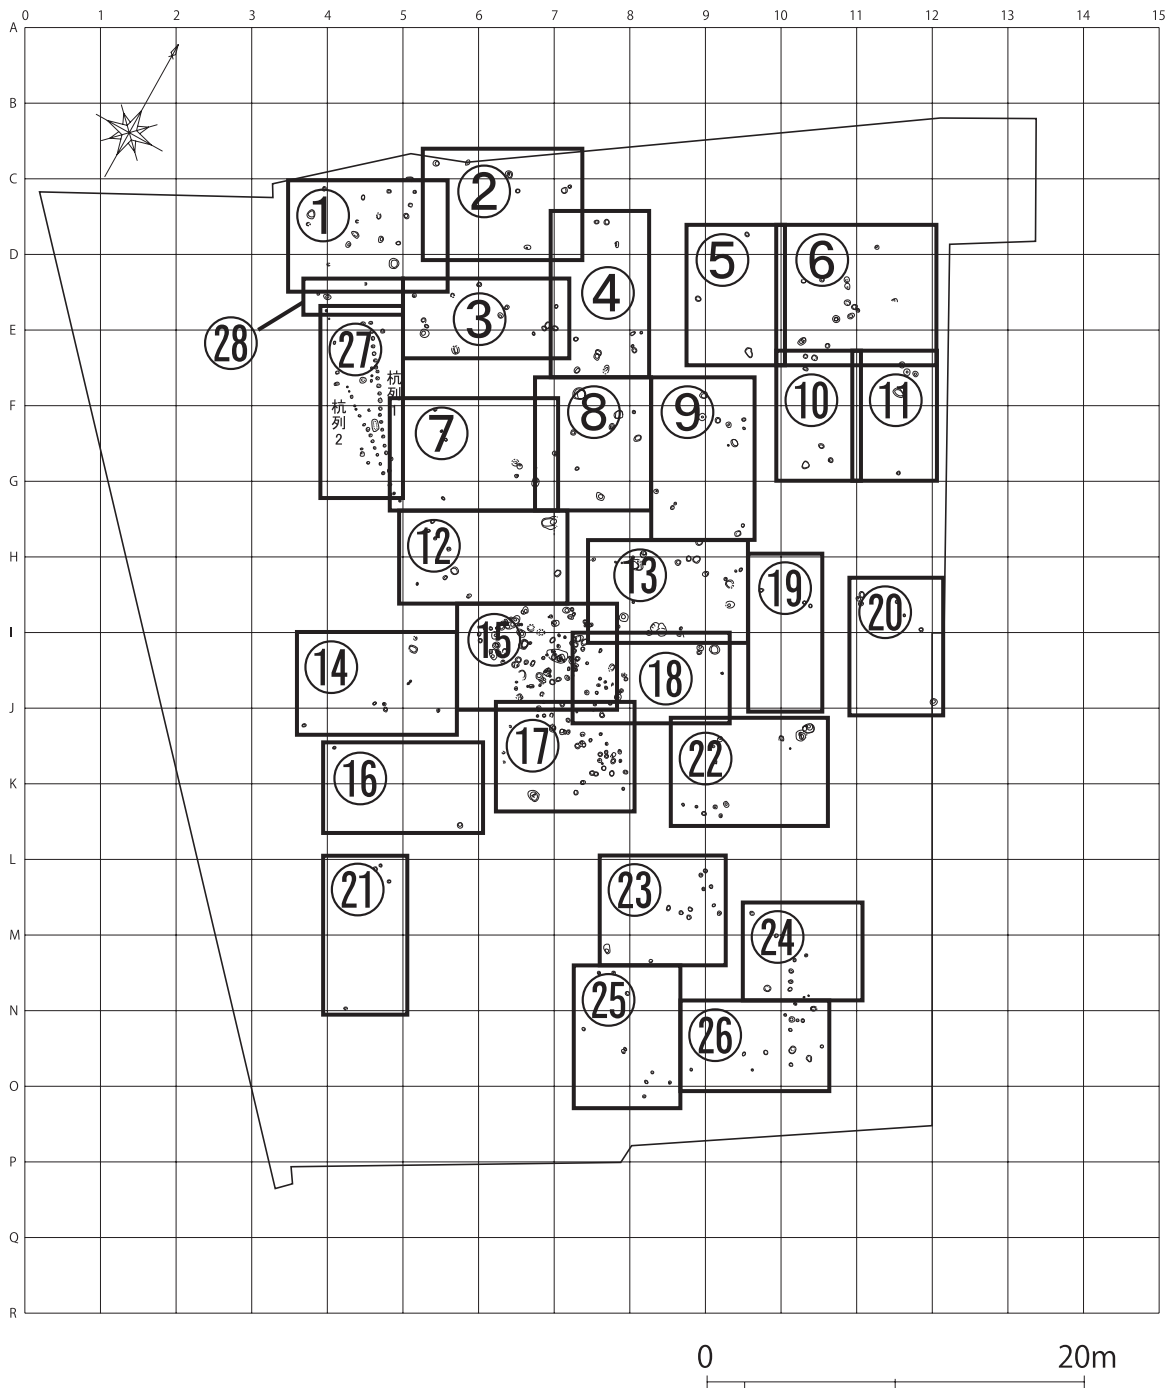 0 1 2 3 4 5 6 7 8 9 10 11 12 13 14 15
A
B
C
D
E
F
G
H
I
J
K
L
M
N
O
P
Q
R
①
②
③
④
⑤
⑥
㉘
㉗
杭列1
杭列2
⑦
⑧
⑨
⑩
⑪
⑫
⑬
⑲
⑳
⑭
⑮
⑱
⑯
⑰
㉒
㉑
㉓
㉔
㉕
㉖
0 20m